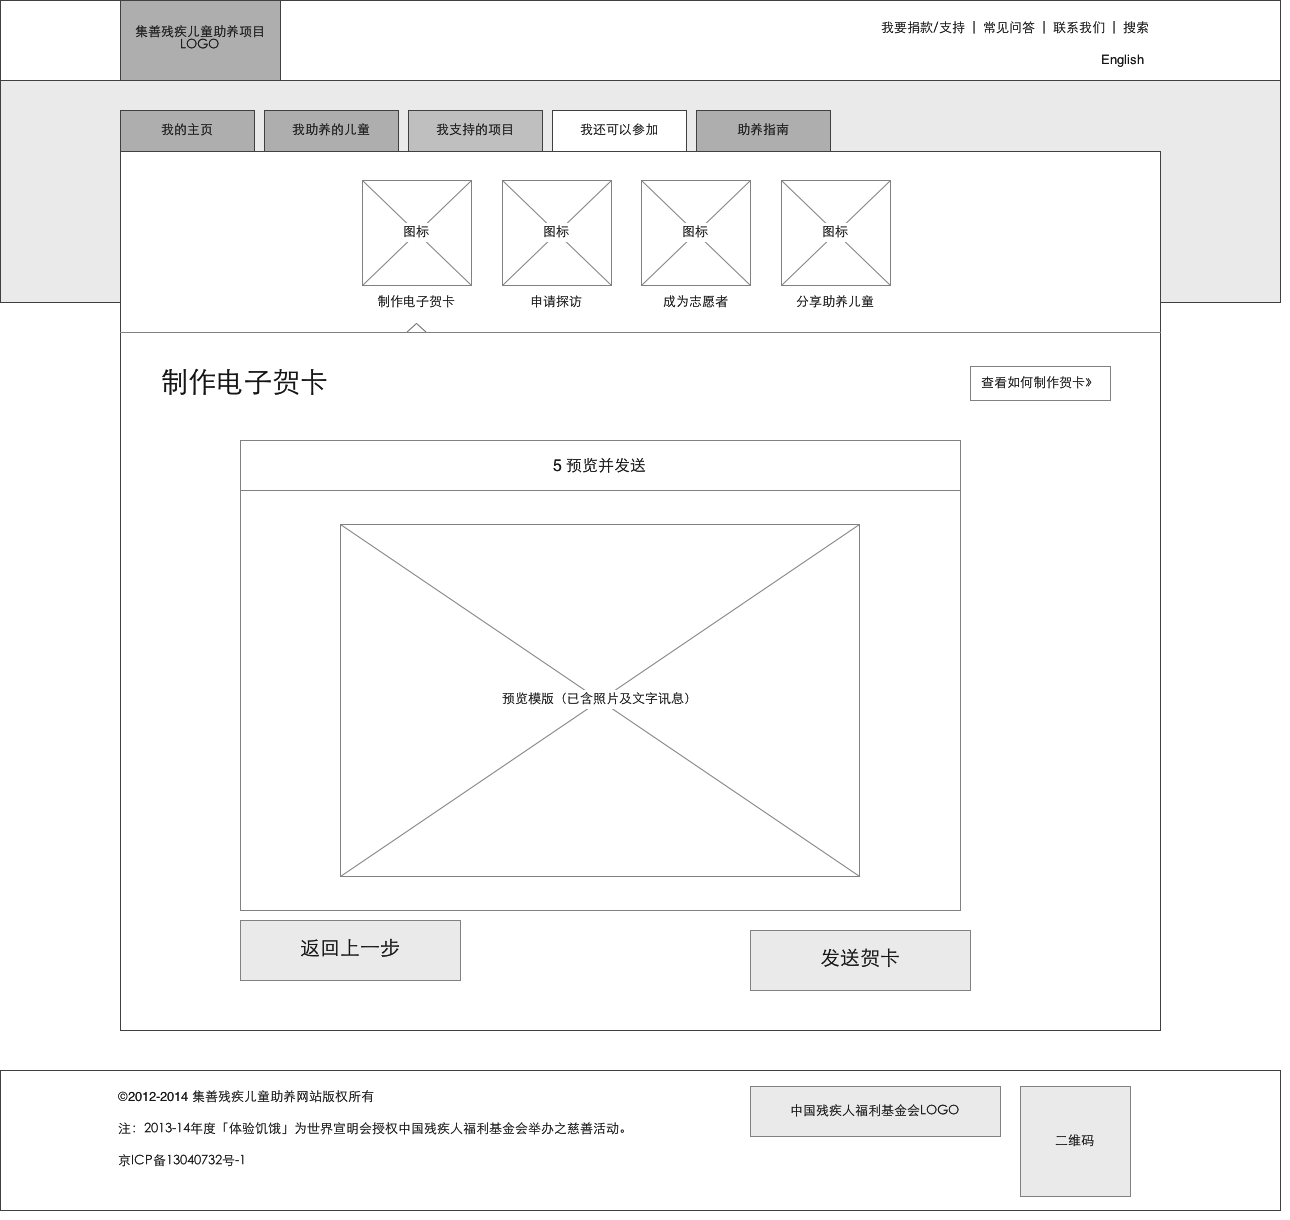 集善残疾儿童助养项目
LOGO
我要捐款/支持 | 常见问答 | 联系我们 | 搜索
English
我的主页
我助养的儿童
我支持的项目
我还可以参加
助养指南
图标
图标
图标
图标
制作电子贺卡
申请探访
成为志愿者
分享助养儿童
制作电子贺卡
查看如何制作贺卡》
5 预览并发送
预览模版（已含照片及文字讯息）
返回上一步
发送贺卡
©2012-2014 集善残疾儿童助养网站版权所有
注：2013-14年度「体验饥饿」为世界宣明会授权中国残疾人福利基金会举办之慈善活动。
京ICP备13040732号-1
中国残疾人福利基金会LOGO
二维码